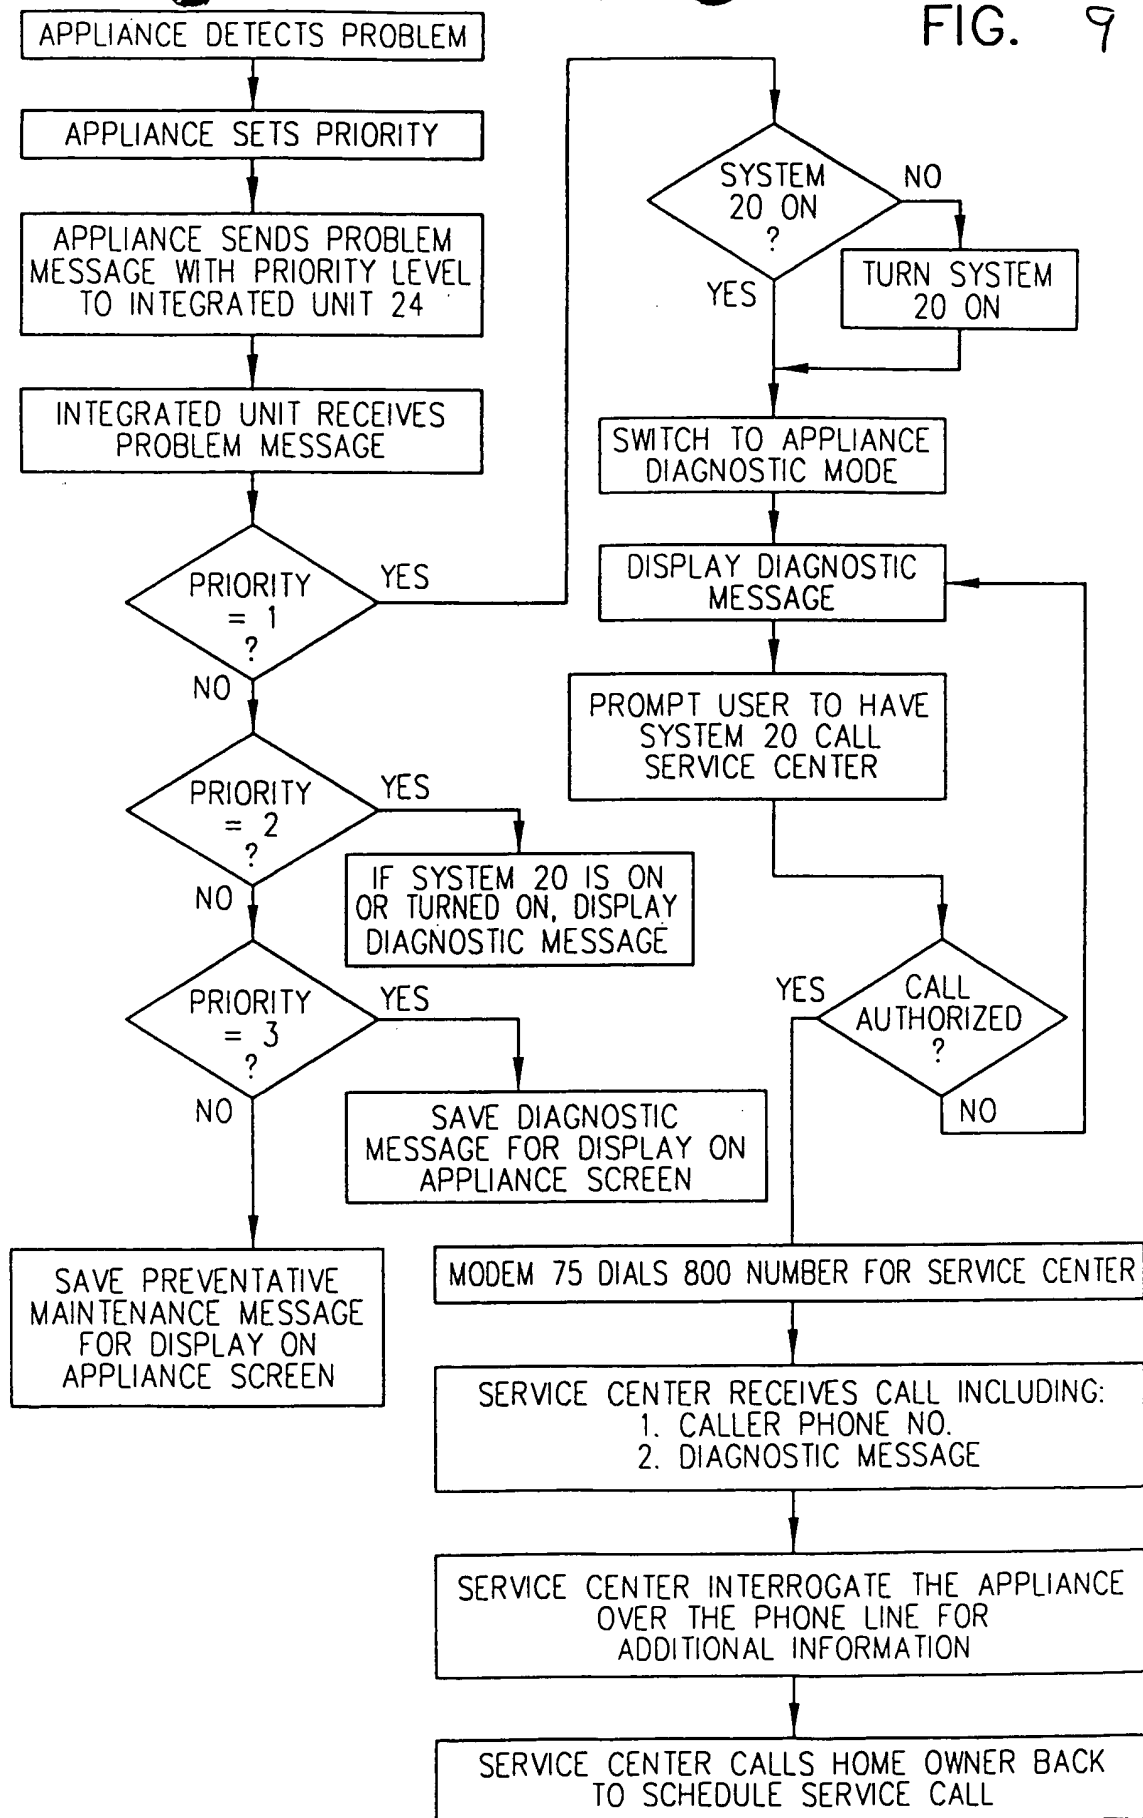 FIG. 9
APPLIANCE DETECTS PROBLEM
APPLIANCE SETS PRIORITY
APPLIANCE SENDS PROBLEM
MESSAGE WITH PRIORITY LEVEL
TO INTEGRATED UNIT 24
INTEGRATED UNIT RECEIVES
PROBLEM MESSAGE
PRIORITY
= 1
?
YES
NO
PRIORITY
= 2
?
YES
NO
IF SYSTEM 20 IS ON
OR TURNED ON, DISPLAY
DIAGNOSTIC MESSAGE
PRIORITY
= 3
?
YES
NO
SAVE DIAGNOSTIC
MESSAGE FOR DISPLAY ON
APPLIANCE SCREEN
SAVE PREVENTATIVE
MAINTENANCE MESSAGE
FOR DISPLAY ON
APPLIANCE SCREEN
SYSTEM
20 ON
?
NO
YES
TURN SYSTEM
20 ON
SWITCH TO APPLIANCE
DIAGNOSTIC MODE
DISPLAY DIAGNOSTIC
MESSAGE
PROMPT USER TO HAVE
SYSTEM 20 CALL
SERVICE CENTER
CALL
AUTHORIZED
?
YES
NO
MODEM 75 DIALS 800 NUMBER FOR SERVICE CENTER
SERVICE CENTER RECEIVES CALL INCLUDING:
1. CALLER PHONE NO.
2. DIAGNOSTIC MESSAGE
SERVICE CENTER INTERROGATE THE APPLIANCE
OVER THE PHONE LINE FOR
ADDITIONAL INFORMATION
SERVICE CENTER CALLS HOME OWNER BACK
TO SCHEDULE SERVICE CALL